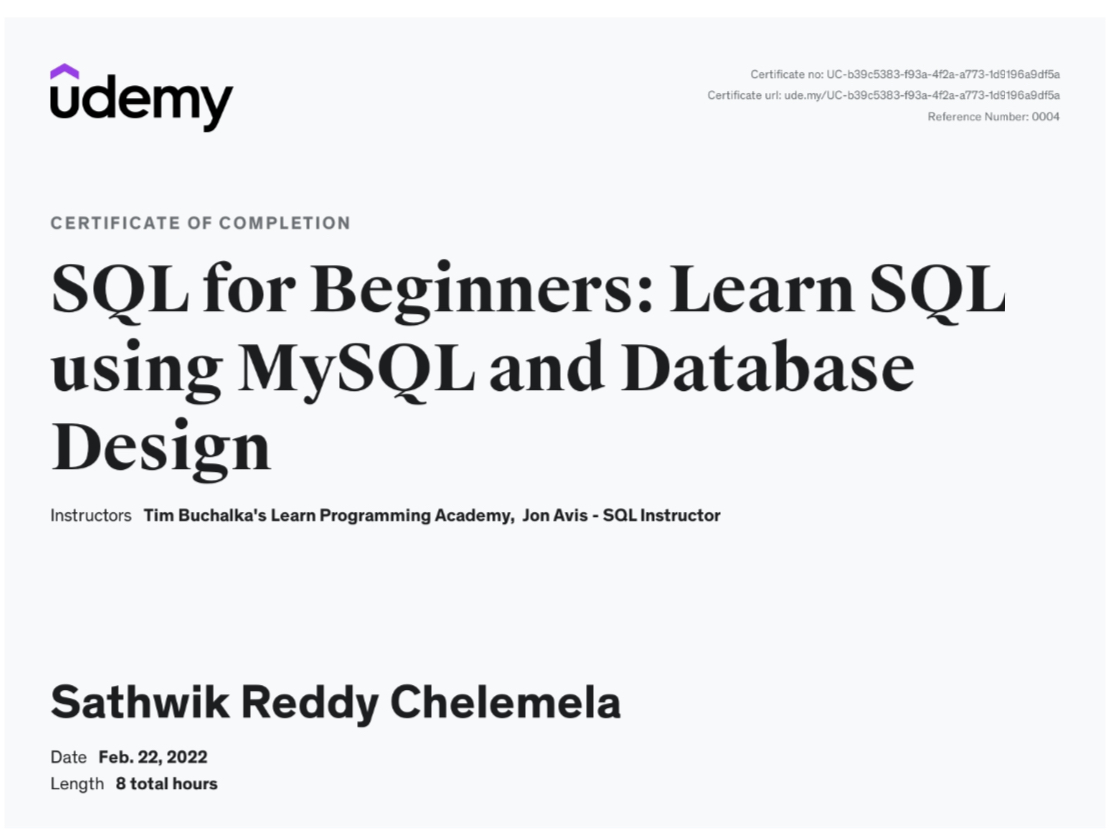 udemy
Certificate no: UC-b39c5383-f93a-4f2a-a773-1d9196a9df5a
Certificate url: ude.my/UC-b39c5383-f93a-4f2a-a773-1d9196a9df5a
Reference Number: 0004
CERTIFICATE OF COMPLETION
SQL for Beginners: Learn SQL
using MySQL and Database
Design
Instructors Tim Buchalka's Learn Programming Academy, Jon Avis - SQL Instructor
Sathwik Reddy Chelemela
Date Feb. 22, 2022
Length 8 total hours